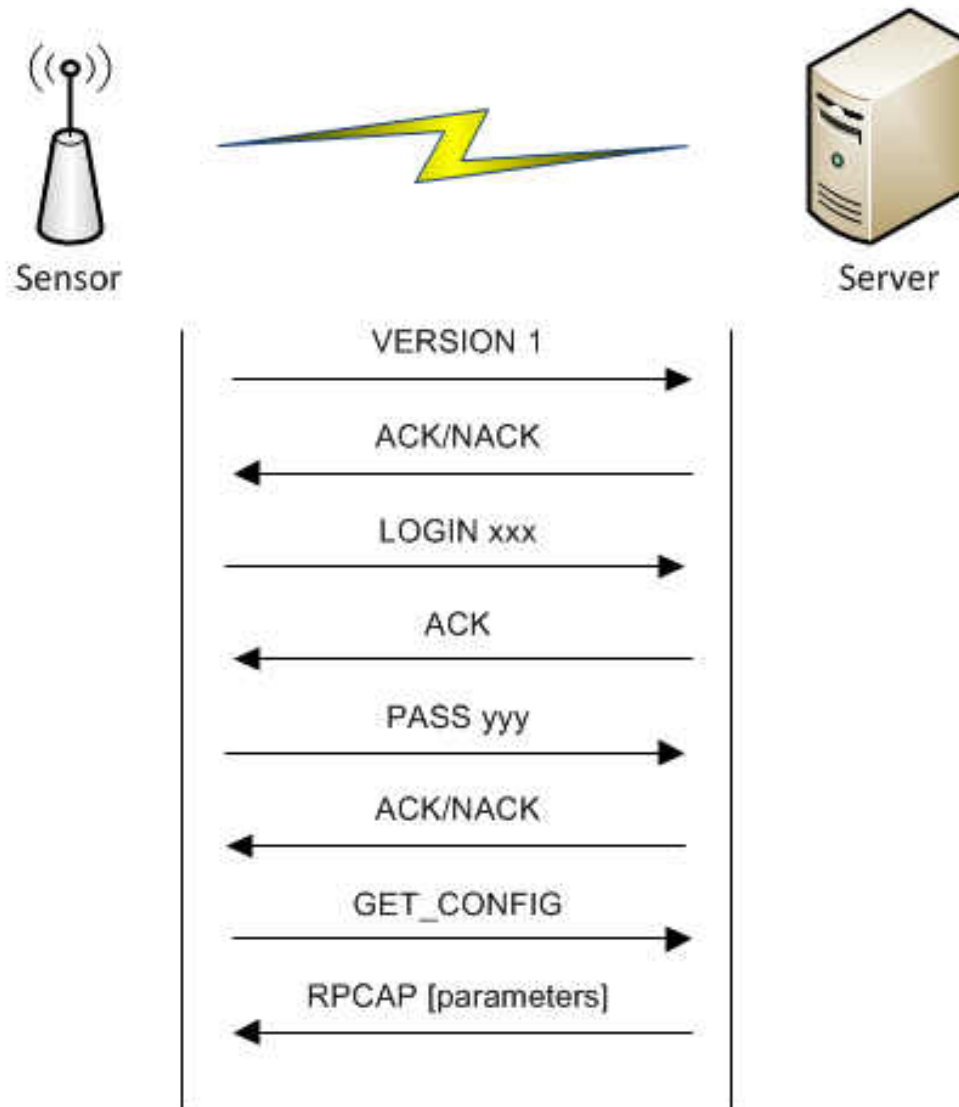 Sensor
Server
VERSION 1
ACK/NACK
LOGIN xxx
ACK
PASS yyy
ACK/NACK
GET_CONFIG
RPCAP [parameters]